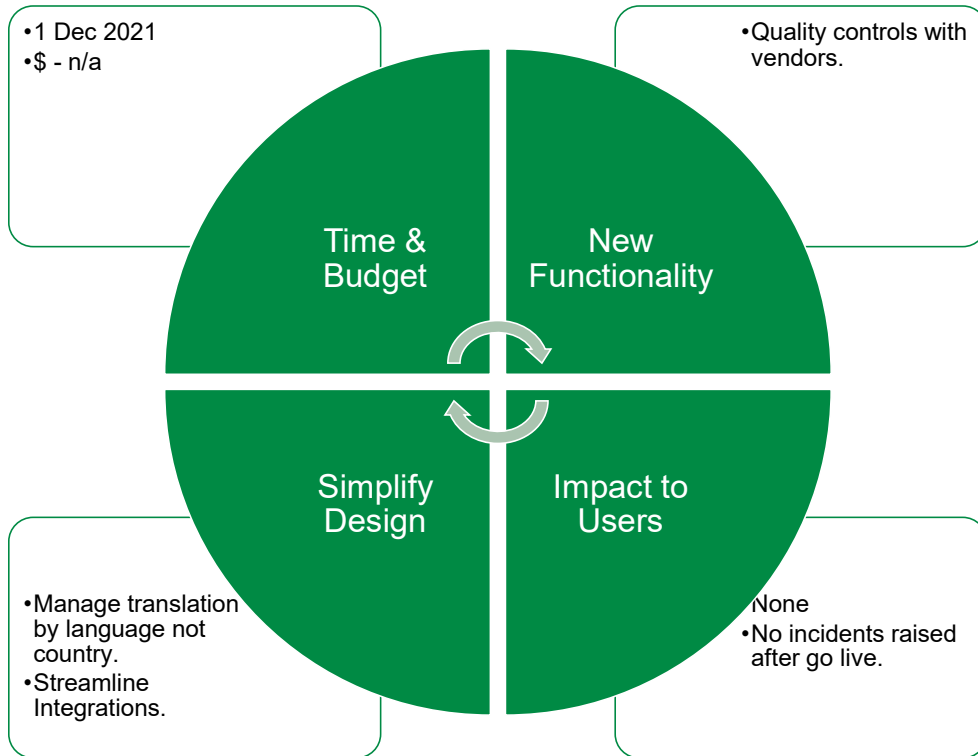 •1 Dec 2021
•$ - n/a
•Quality controls with
vendors.
Time &
Budget
New
Functionality
Simplify
Design
Impact to
Users
•Manage translation
by language not
country.
•Streamline
Integrations.
None
•No incidents raised
after go live.